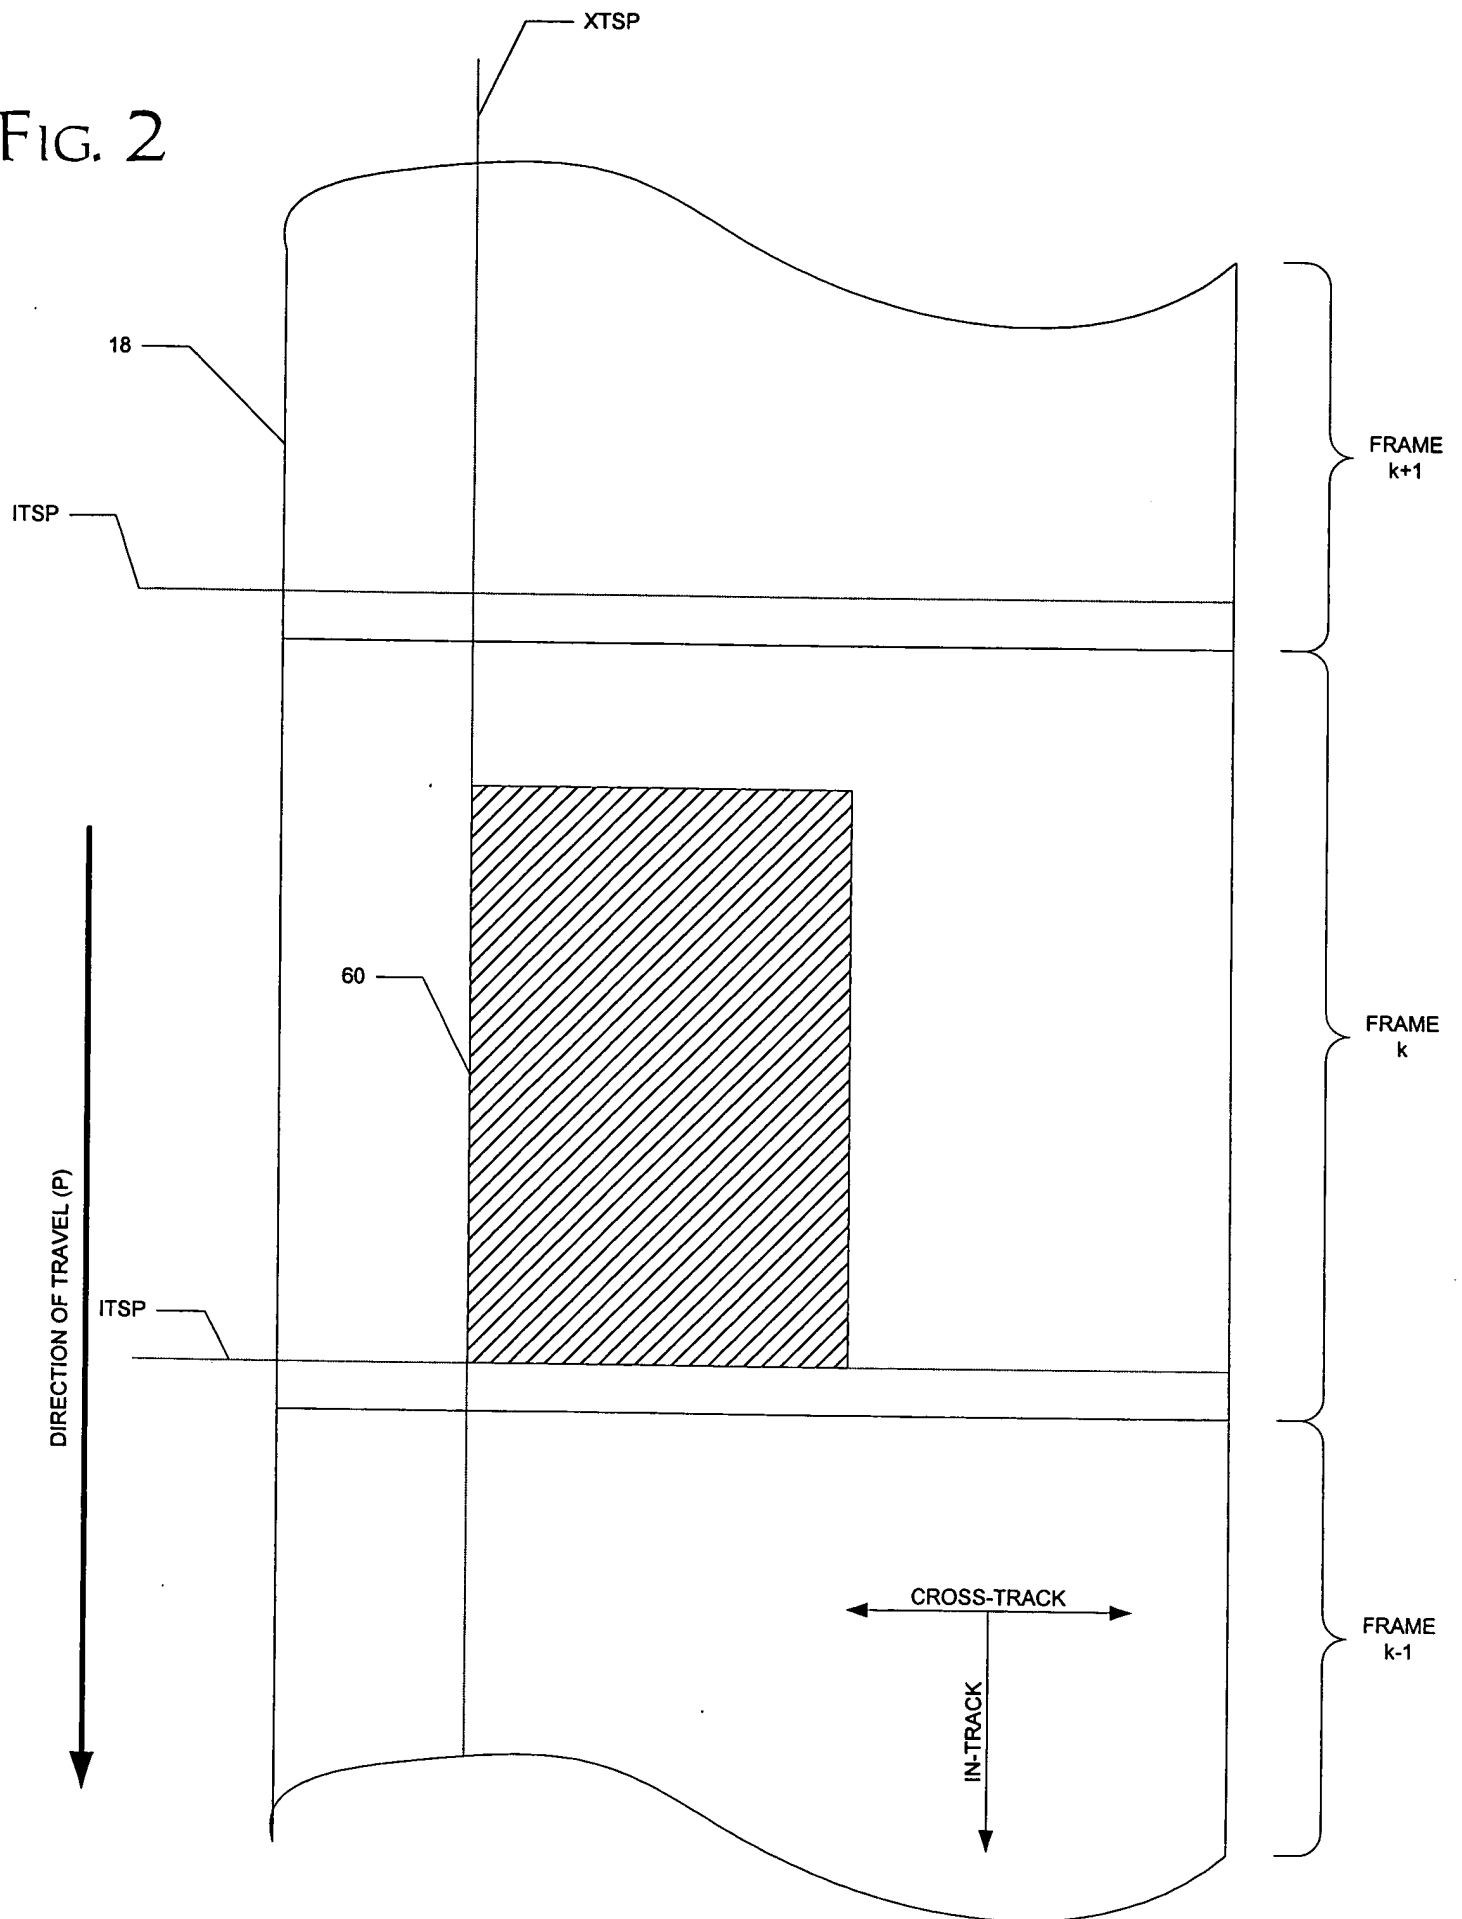 XTSP
FIG. 2
18
FRAME
k+1
ITSP
60
FRAME
k
DIRECTION OF TRAVEL (P)
ITSP
CROSS-TRACK
IN-TRACK
FRAME
k-1